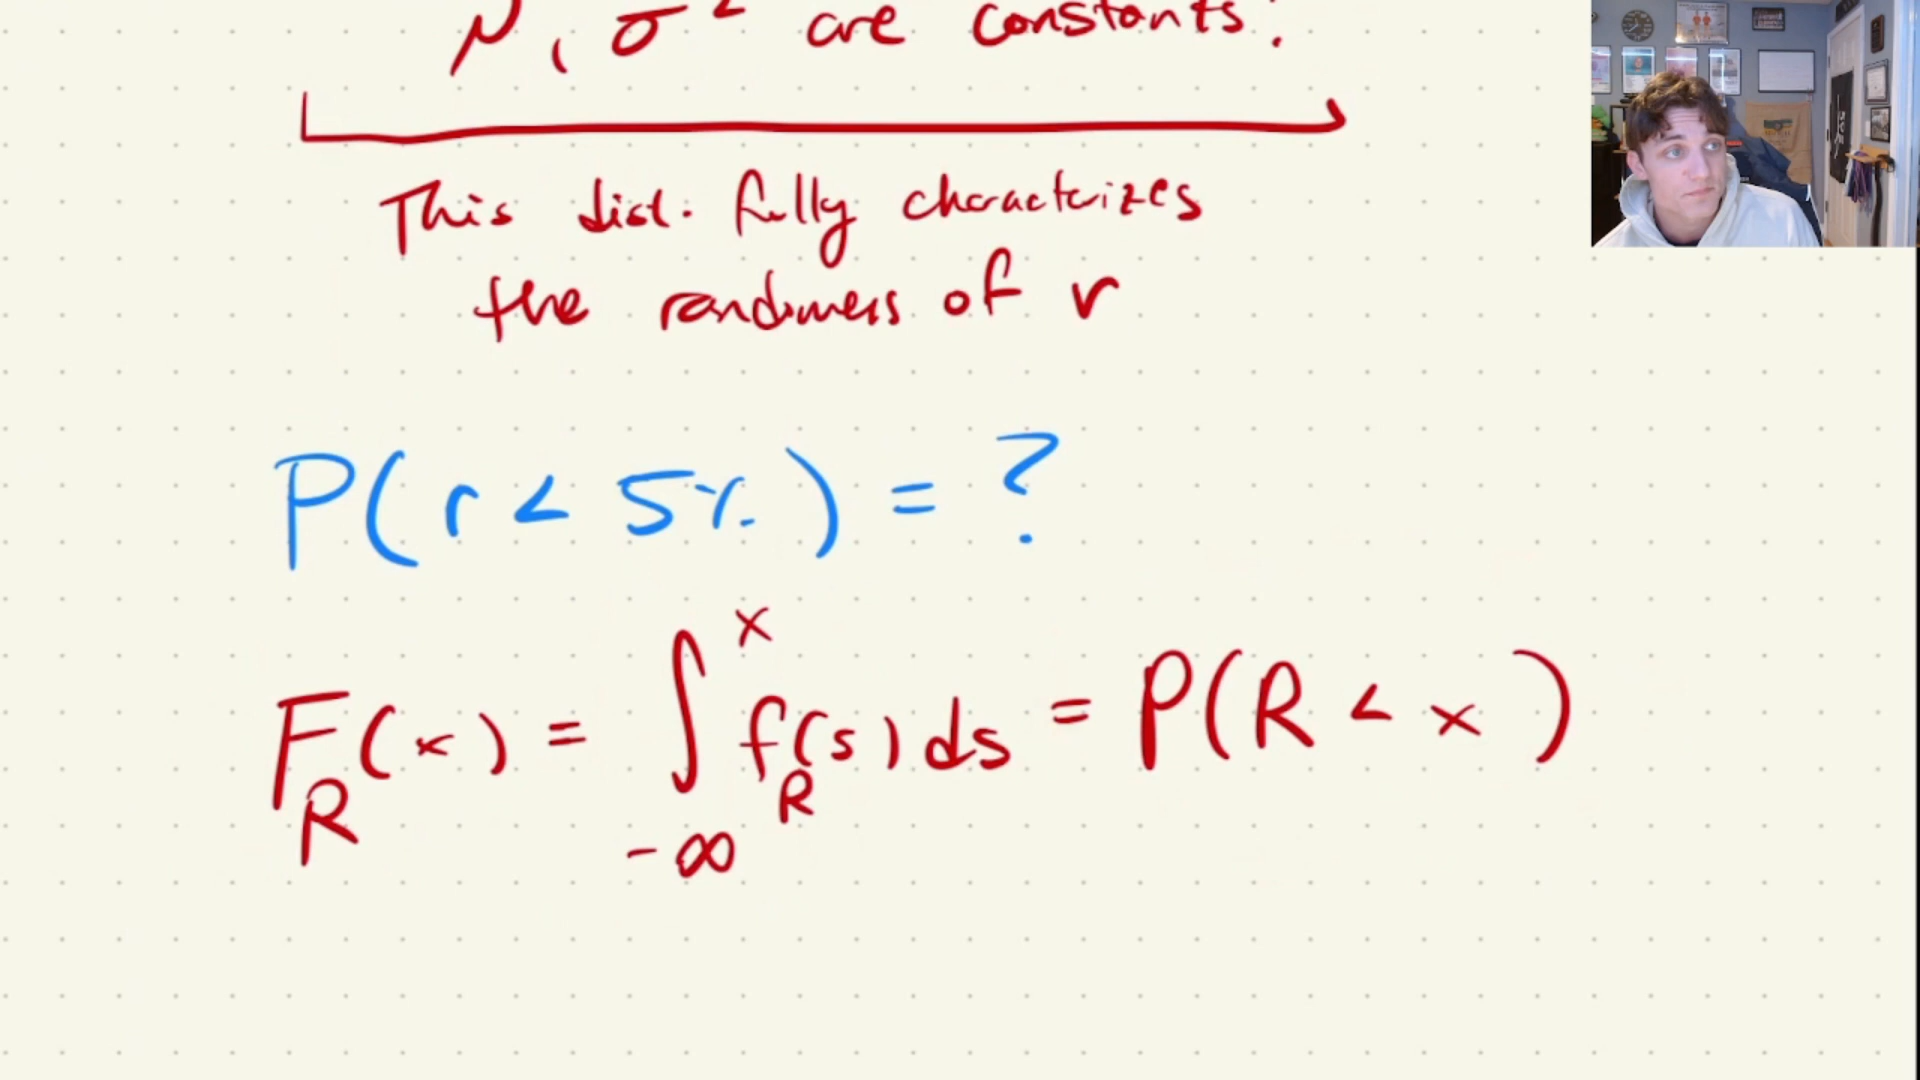 μ, σ² are constants.
This dist. fully characterizes
the randomness of r
P(r < 5%) = ?
F_R(x) = ∫_{-∞}^{x} f_R(s) ds = P(R < x)